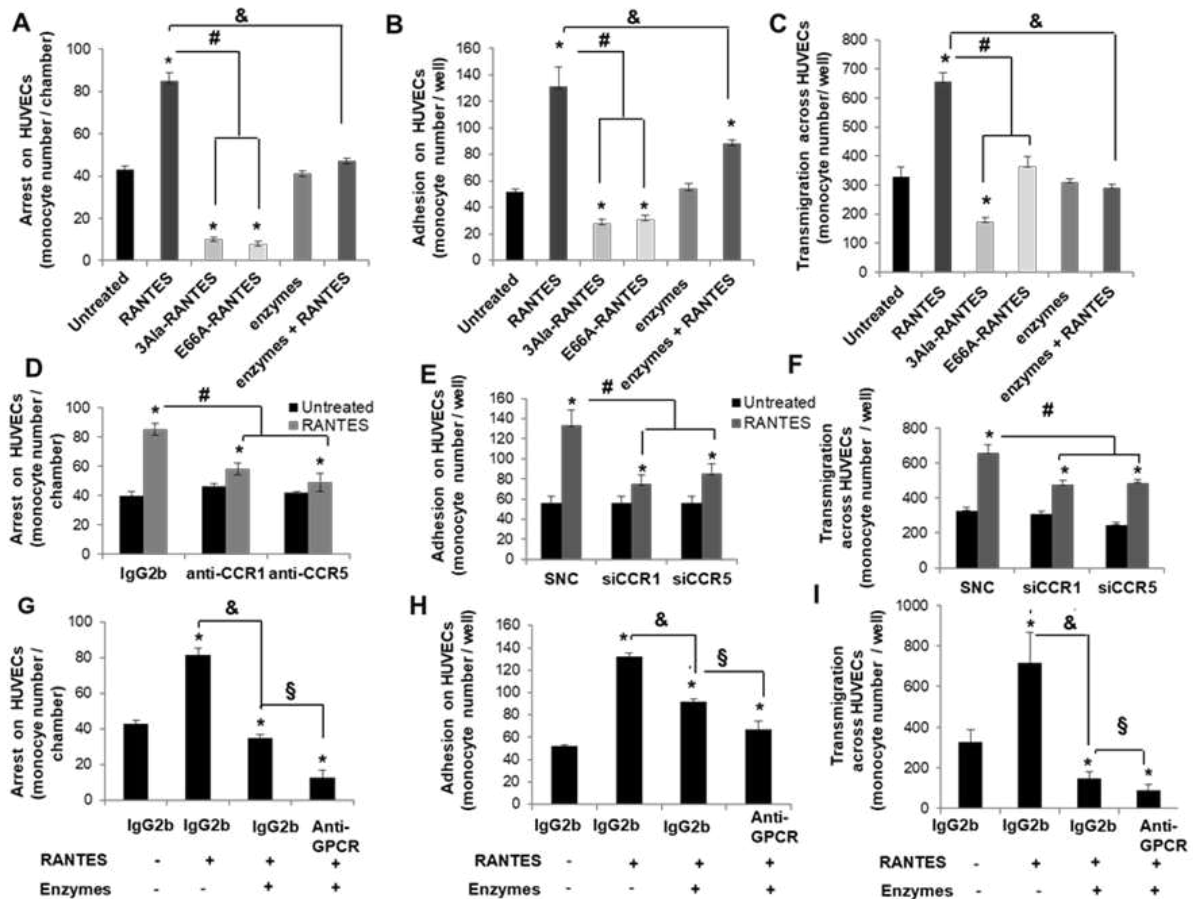 A
Arrest on HUVECs
(monocyte number / chamber)
100
80
60
40
20
0
*
#
&
*
*
Untreated
RANTES
3Ala-RANTES
E66A-RANTES
enzymes
enzymes + RANTES
B
Adhesion on HUVECs
(monocyte number / well)
160
140
120
100
80
60
40
20
0
*
#
&
*
*
*
Untreated
RANTES
3Ala-RANTES
E66A-RANTES
enzymes
enzymes + RANTES
C
Transmigration across HUVECs
(monocyte number/ well)
800
700
600
500
400
300
200
100
0
*
#
&
*
Untreated
RANTES
3Ala-RANTES
E66A-RANTES
enzymes
enzymes + RANTES
D
Arrest on HUVECs
(monocyte number /
chamber)
100
80
60
40
20
0
*
#
*
*
Untreated
RANTES
IgG2b
anti-CCR1
anti-CCR5
E
Adhesion on HUVECs
(monocyte number / well)
160
140
120
100
80
60
40
20
0
*
#
*
*
Untreated
RANTES
SNC
siCCR1
siCCR5
F
Transmigration
across HUVECs
(monocyte number / well)
800
600
400
200
0
*
#
*
*
SNC
siCCR1
siCCR5
G
Arrest on HUVECs
(monocye number /
chamber)
100
80
60
40
20
0
*
&
*
§
*
IgG2b IgG2b IgG2b Anti-
GPCR
RANTES - + + +
Enzymes - - + +
H
Adhesion on HUVECs
(monocyte number / well)
160
140
120
100
80
60
40
20
0
*
&
*
§
*
IgG2b IgG2b IgG2b Anti-
GPCR
RANTES - + + +
Enzymes - - + +
I
Transmigration
across HUVECs
(monocyte number / well)
1000
800
600
400
200
0
*
&
*
§
*
IgG2b IgG2b IgG2b Anti-
GPCR
RANTES - + + +
Enzymes - - + +